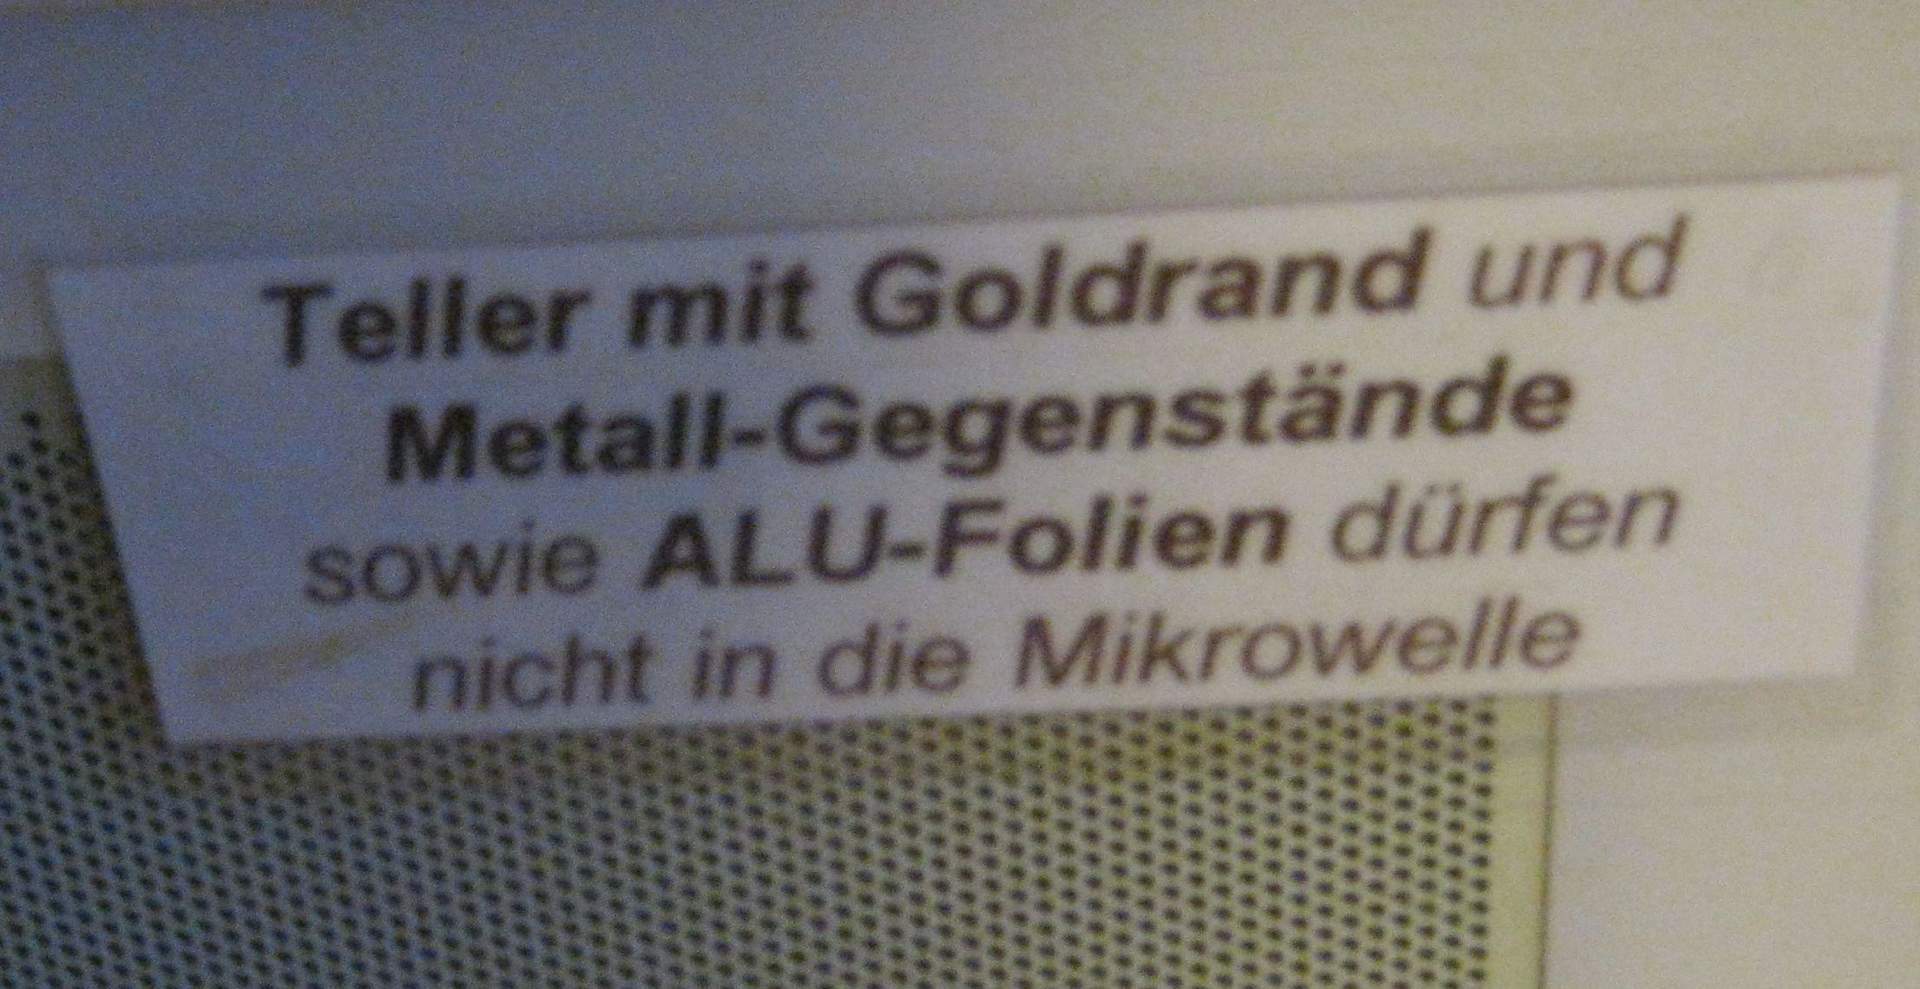 Teller mit Goldrand und
Metall-Gegenstände
sowie ALU-Folien dürfen
nicht in die Mikrowelle